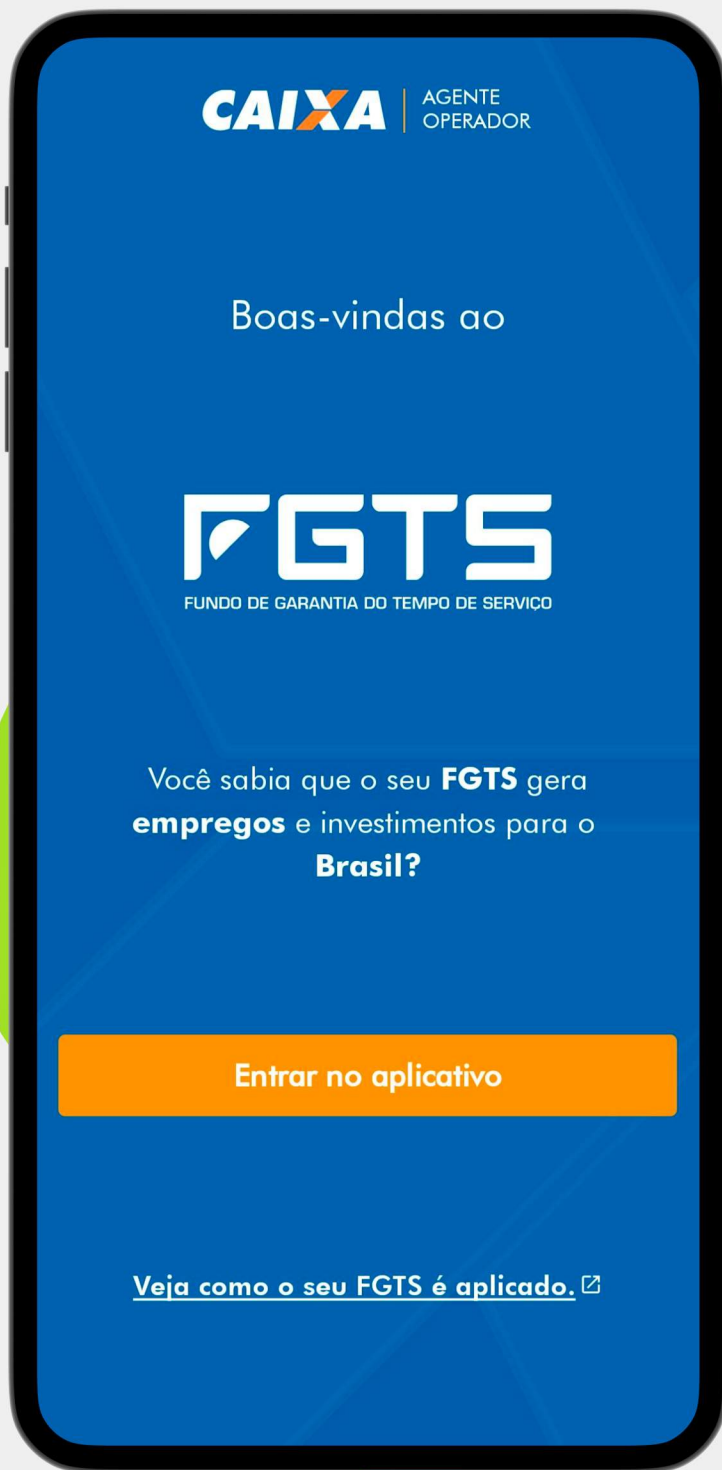 CAIXA
AGENTE
OPERADOR
Boas-vindas ao
FGTS
FUNDO DE GARANTIA DO TEMPO DE SERVIÇO
Você sabia que o seu FGTS gera
empregos e investimentos para o
Brasil?
Entrar no aplicativo
Veja como o seu FGTS é aplicado.